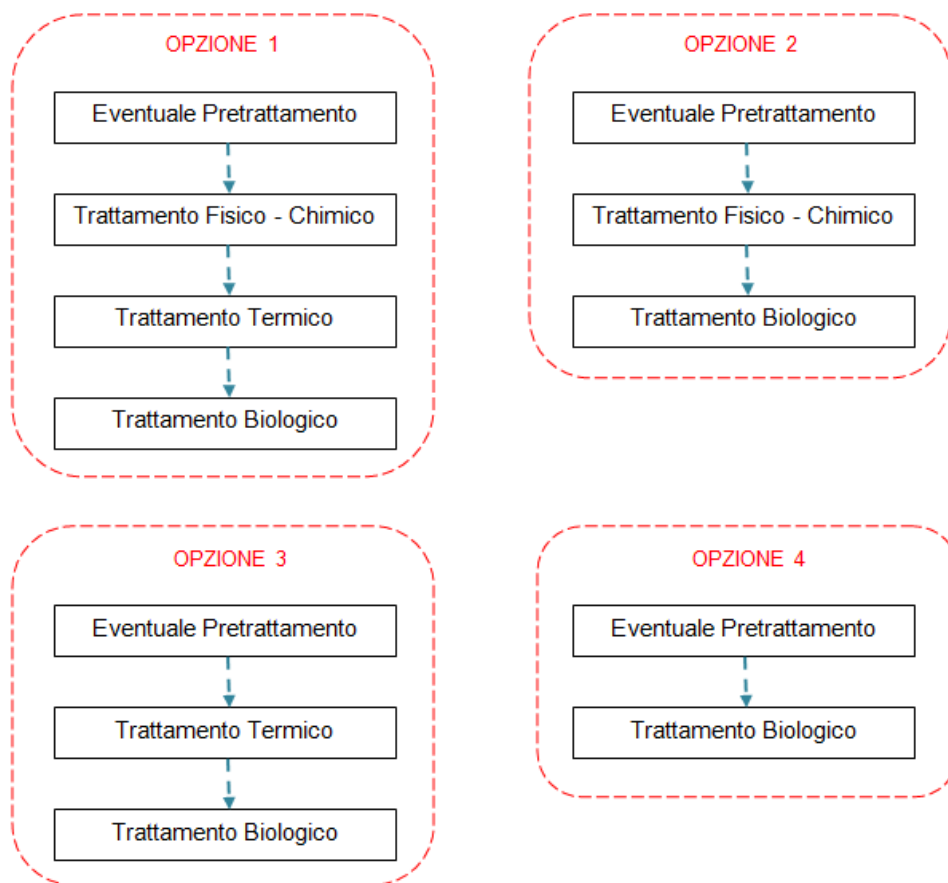 OPZIONE 1
Eventuale Pretrattamento
Trattamento Fisico - Chimico
Trattamento Termico
Trattamento Biologico
OPZIONE 2
Eventuale Pretrattamento
Trattamento Fisico - Chimico
Trattamento Biologico
OPZIONE 3
Eventuale Pretrattamento
Trattamento Termico
Trattamento Biologico
OPZIONE 4
Eventuale Pretrattamento
Trattamento Biologico